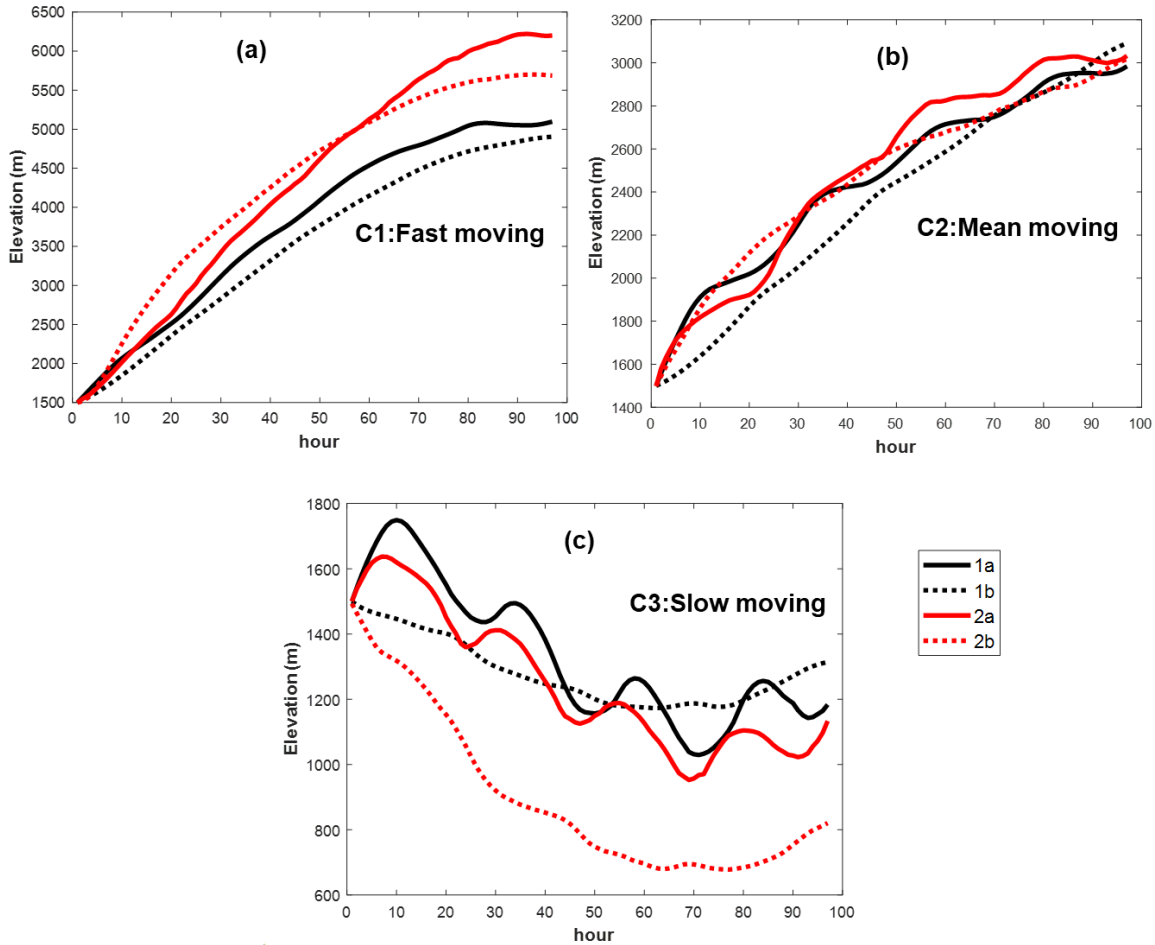 (a)
6500
6000
5500
5000
4500
4000
3500
3000
2500
2000
1500
Elevation (m)
C1:Fast moving
0 10 20 30 40 50 60 70 80 90 100
hour
(b)
3200
3000
2800
2600
2400
2200
2000
1800
1600
1400
Elevation (m)
C2:Mean moving
0 10 20 30 40 50 60 70 80 90 100
hour
(c)
1800
1600
1400
1200
1000
800
600
Elevation (m)
C3:Slow moving
0 10 20 30 40 50 60 70 80 90 100
hour
1a
1b
2a
2b